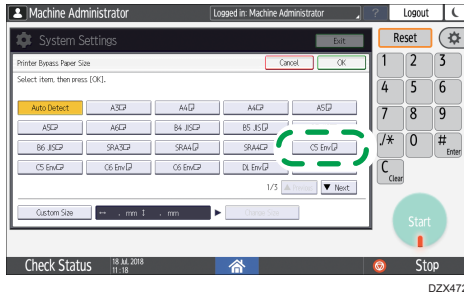 Machine Administrator
Logged in: Machine Administrator
?
Logout
System Settings
Exit
Reset
Printer Bypass Paper Size
Cancel
OK
Select item, then press [OK].
Auto Detect
A3
A4
A4
A5
A5
A6
B4 JIS
B5 JIS
B6 JIS
SRA3
SRA4
SRA4
C5 Env
C5 Env
C6 Env
C6 Env
DL Env
1/3
▲
▼ Next
Custom Size
↔ . mm ↕ . mm
▶
Change Size
1 2 3
4 5 6
7 8 9
./* 0 #
Enter
C
Clear
Start
Check Status
18 Jul. 2018
11:18
Stop
DZX472